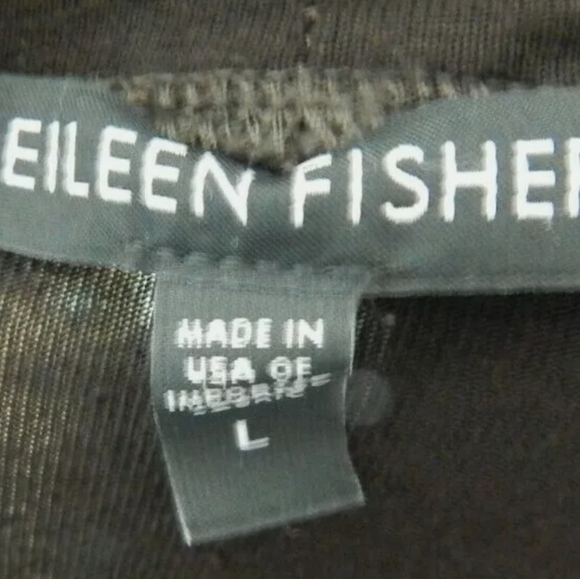 EILEEN FISHER
MADE IN
USA OF
L